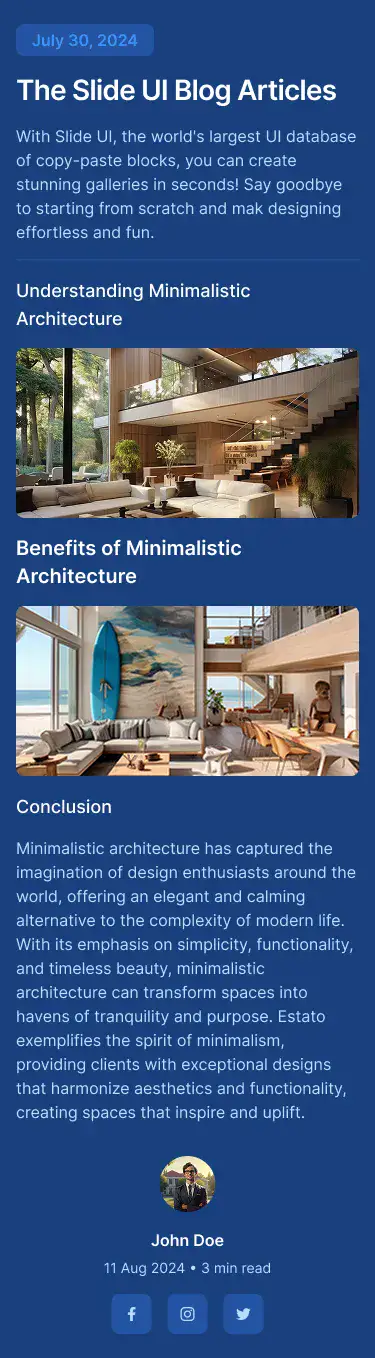 July 30, 2024
The Slide UI Blog Articles
With Slide UI, the world's largest UI database
of copy-paste blocks, you can create
stunning galleries in seconds! Say goodbye
to starting from scratch and mak designing
effortless and fun.
Understanding Minimalistic
Architecture
Benefits of Minimalistic
Architecture
Conclusion
Minimalistic architecture has captured the
imagination of design enthusiasts around the
world, offering an elegant and calming
alternative to the complexity of modern life.
With its emphasis on simplicity, functionality,
and timeless beauty, minimalistic
architecture can transform spaces into
havens of tranquility and purpose. Estato
exemplifies the spirit of minimalism,
providing clients with exceptional designs
that harmonize aesthetics and functionality,
creating spaces that inspire and uplift.
John Doe
11 Aug 2024 • 3 min read